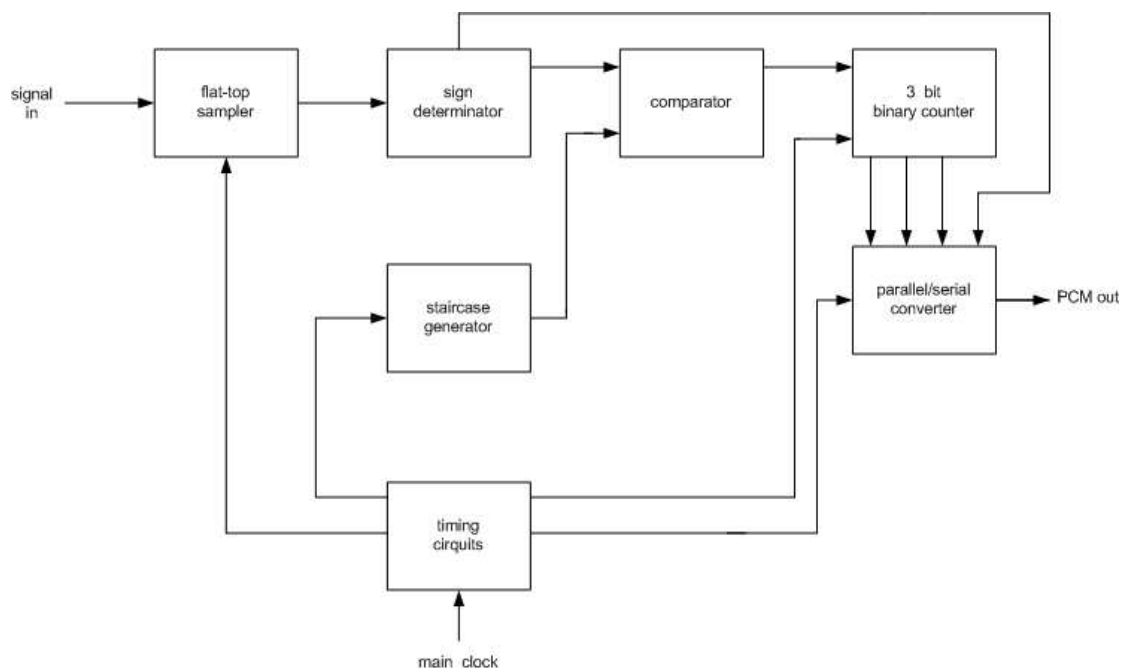 signal
in
flat-top
sampler
sign
determinator
comparator
3 bit
binary counter
staircase
generator
parallel/serial
converter
PCM out
timing
cirquits
main clock